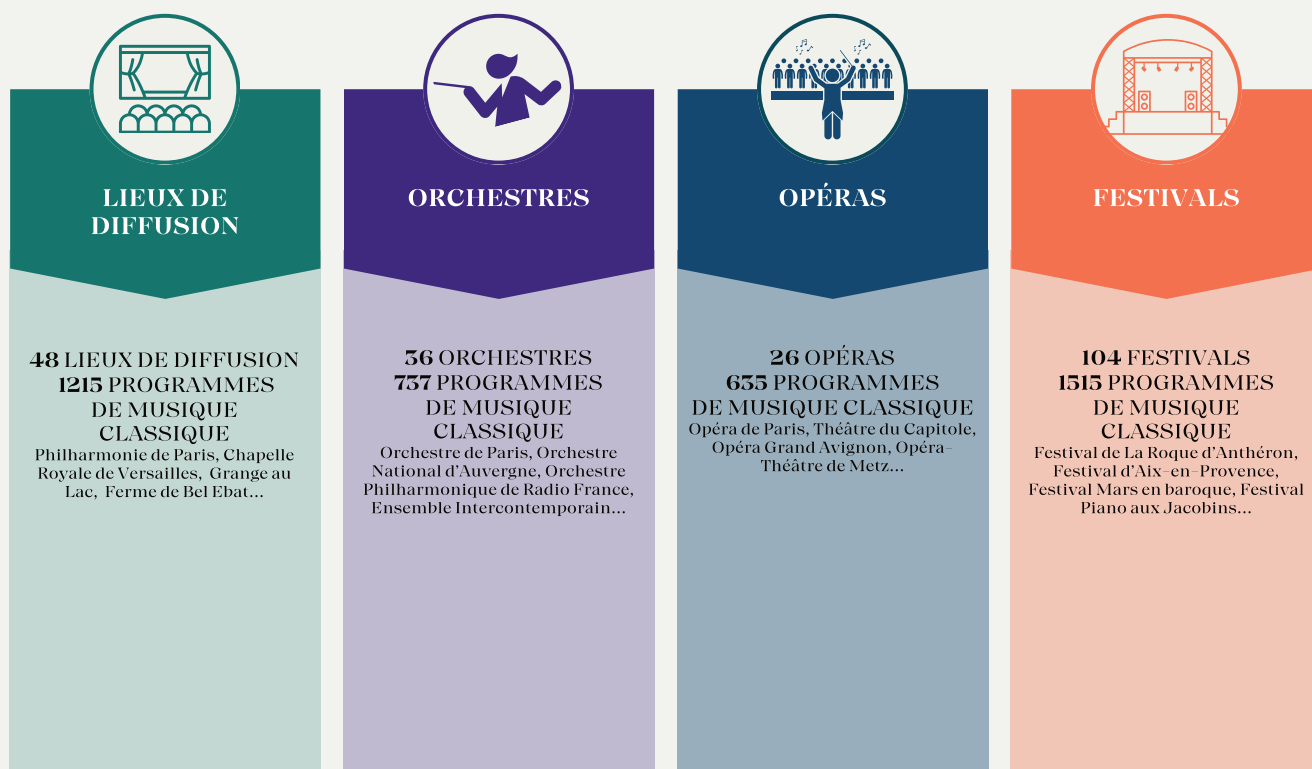 LIEUX DE
DIFFUSION
48 LIEUX DE DIFFUSION
1215 PROGRAMMES
DE MUSIQUE
CLASSIQUE
Philharmonie de Paris, Chapelle
Royale de Versailles, Grange au
Lac, Ferme de Bel Ebat...
ORCHESTRES
36 ORCHESTRES
737 PROGRAMMES
DE MUSIQUE
CLASSIQUE
Orchestre de Paris, Orchestre
National d'Auvergne, Orchestre
Philharmonique de Radio France,
Ensemble Intercontemporain...
OPÉRAS
26 OPÉRAS
635 PROGRAMMES
DE MUSIQUE CLASSIQUE
Opéra de Paris, Théâtre du Capitole,
Opéra Grand Avignon, Opéra-
Théâtre de Metz...
FESTIVALS
104 FESTIVALS
1515 PROGRAMMES
DE MUSIQUE
CLASSIQUE
Festival de La Roque d'Anthéron,
Festival d'Aix-en-Provence,
Festival Mars en baroque, Festival
Piano aux Jacobins...